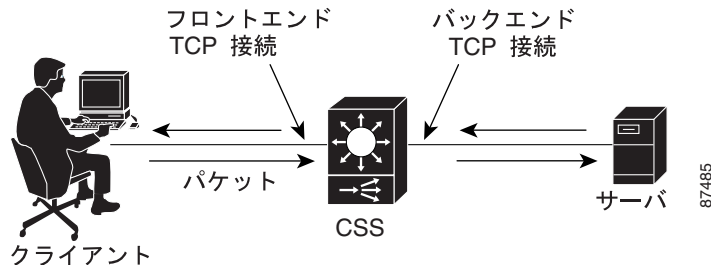 フロントエンド
TCP 接続
バックエンド
TCP 接続
パケット
CSS
サーバ
クライアント
87485